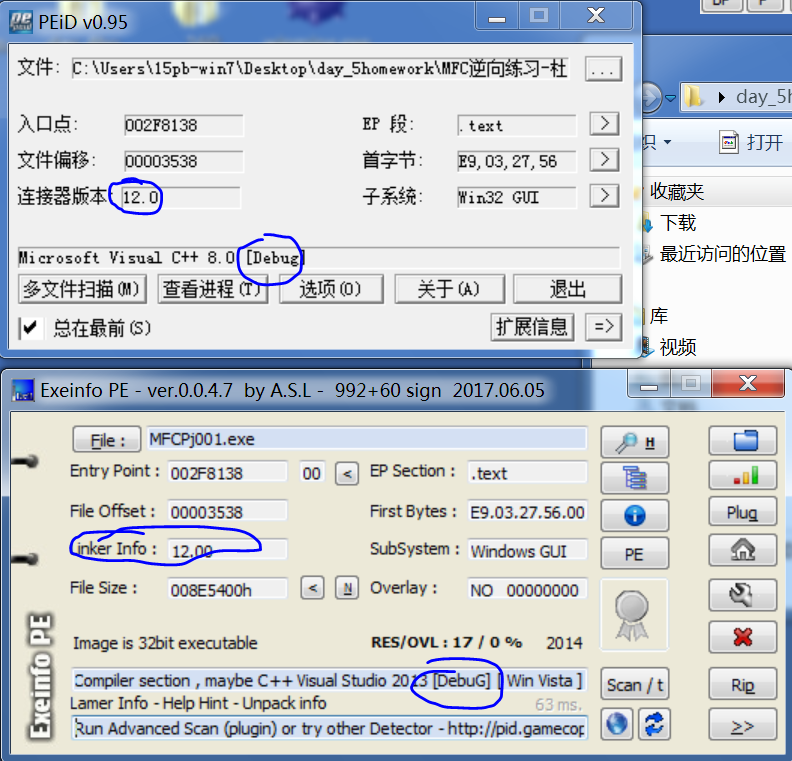 PEiD v0.95
文件: C:\Users\15pb-win7\Desktop\day_5homework\MFC逆向练习-杜 ...
入口点: 002F8138 EP 段: .text >
文件偏移: 00003538 首字节: E9,03,27,56 >
连接器版本 12.0 子系统: Win32 GUI >
Microsoft Visual C++ 8.0 [Debug]
多文件扫描(M) 查看进程(T) 选项(O) 关于(A) 退出
总在最前(S) 扩展信息 =>
day_5h
打开
收藏夹
下载
最近访问的位置
库
视频
Exeinfo PE - ver.0.0.4.7 by A.S.L - 992+60 sign 2017.06.05
File : MFCPj001.exe H
Entry Point : 002F8138 00 < EP Section : .text
File Offset : 00003538 First Bytes : E9.03.27.56.00 Plug
inker Info : 12.00 SubSystem : Windows GUI PE
File Size : 008E5400h < N Overlay : NO 00000000
Image is 32bit executable RES/OVL : 17 / 0 % 2014
Compiler section , maybe C++ Visual Studio 2013 [DebuG] [ Win Vista ] Scan / t Rip
Lamer Info - Help Hint - Unpack info 63 ms.
Run Advanced Scan (plugin) or try other Detector - http://pid.gamecop >>
Exeinfo PE